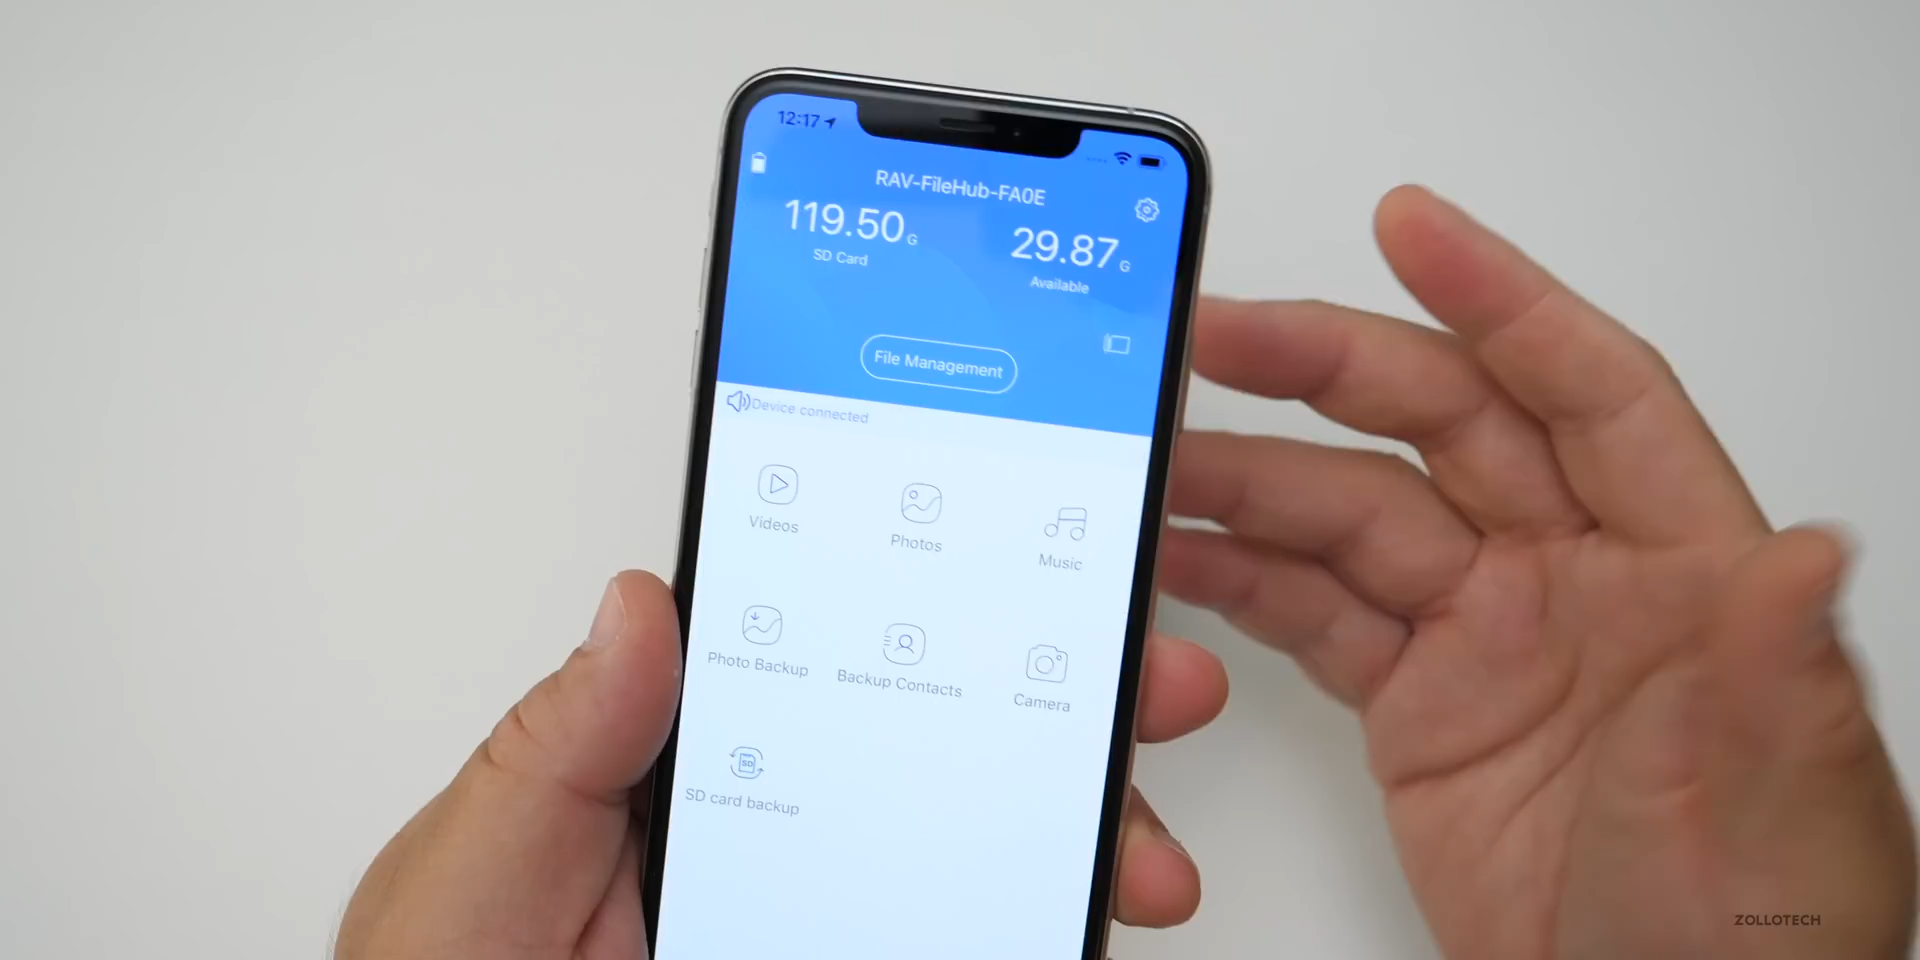 12:17
RAV-FileHub-FA0E
119.50 G
SD Card
29.87 G
Available
File Management
Device connected
Videos
Photos
Music
Photo Backup
Backup Contacts
Camera
SD
SD card backup
ZOLLOTECH